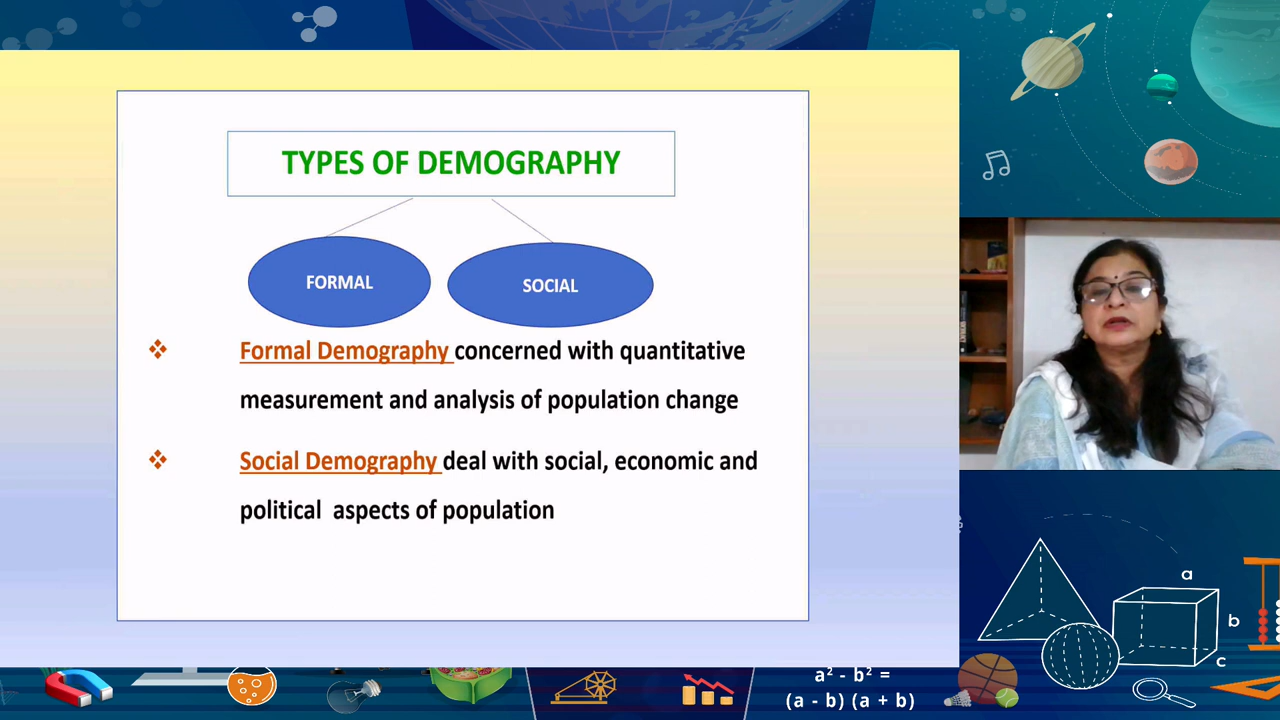 TYPES OF DEMOGRAPHY
FORMAL
SOCIAL
❖ Formal Demography concerned with quantitative
measurement and analysis of population change
❖ Social Demography deal with social, economic and
political aspects of population
a
b
c
a² - b² =
(a - b) (a + b)